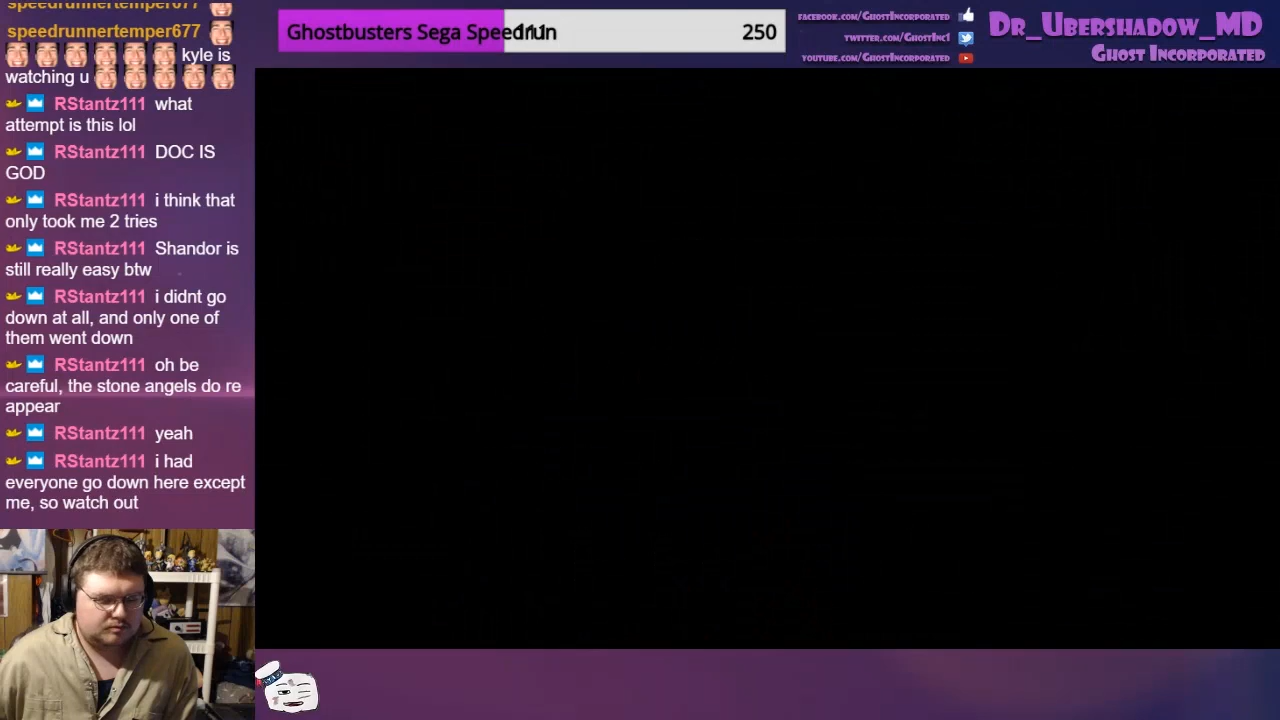 speedrunnertemper677
speedrunnertemper677
kyle is
watching u
RStantz111 what
attempt is this lol
RStantz111 DOC IS
GOD
RStantz111 i think that
only took me 2 tries
RStantz111 Shandor is
still really easy btw
RStantz111 i didnt go
down at all, and only one of
them went down
RStantz111 oh be
careful, the stone angels do re
appear
RStantz111 yeah
RStantz111 i had
everyone go down here except
me, so watch out
Ghostbusters Sega Speedrun
250
facebook.com/GhostIncorporated
twitter.com/GhostInc1
youtube.com/GhostIncorporated
Dr_Ubershadow_MD
Ghost Incorporated